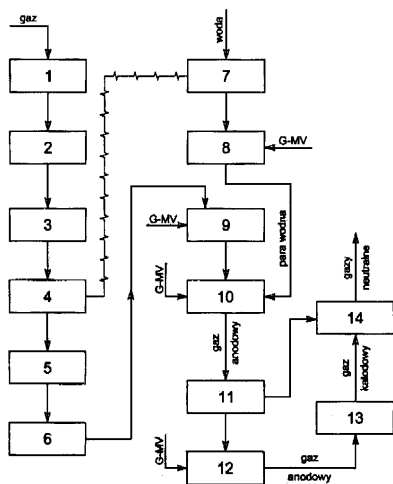 gaz
woda
1
7
2
8
G-MV
3
G-MV
9
para wodna
4
G-MV
10
gaz
anodowy
gazy
neutralne
14
5
11
gaz
katodowy
6
13
G-MV
12
gaz
anodowy